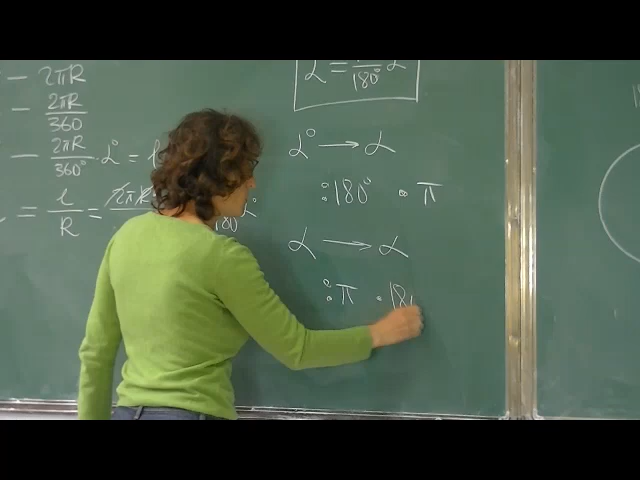 — 2πR
— 2πR/360
— 2πR/360° · α° = l
= l/R = 2πR
180 α°
α = /180° α
α° → α
: 180° · π
α → α
: π · 18